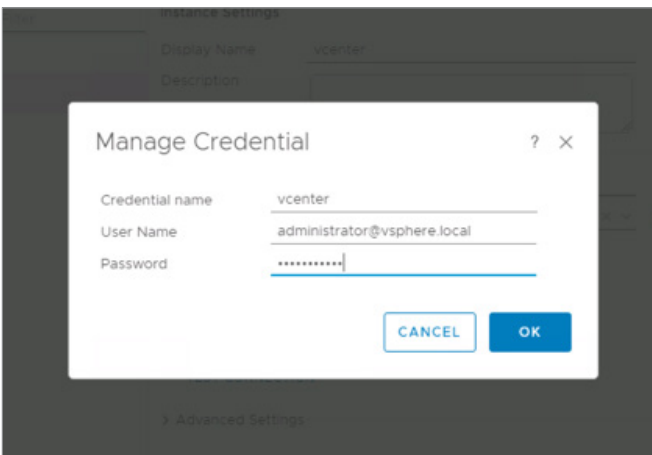 Instance Settings
Display Name vcenter
Description
Manage Credential ? ×
Credential name vcenter
User Name administrator@vsphere.local
Password •••••••••••
CANCEL OK
> Advanced Settings